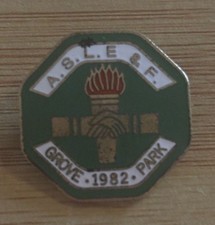 A.S.L.E & F.
GROVE · 1982 · PARK